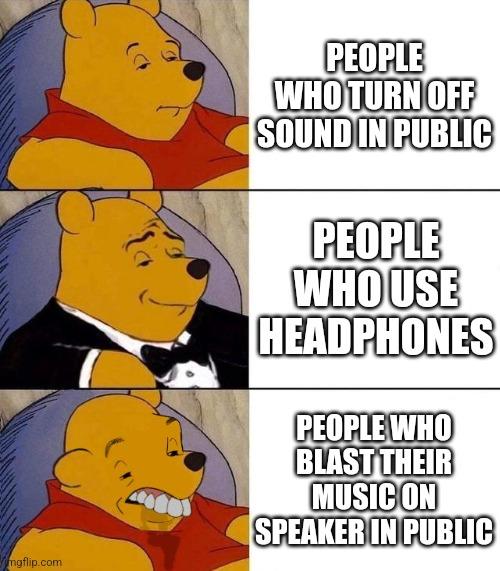 PEOPLE
WHO TURN OFF
SOUND IN PUBLIC
PEOPLE
WHO USE
HEADPHONES
PEOPLE WHO
BLAST THEIR
MUSIC ON
SPEAKER IN PUBLIC
imgflip.com